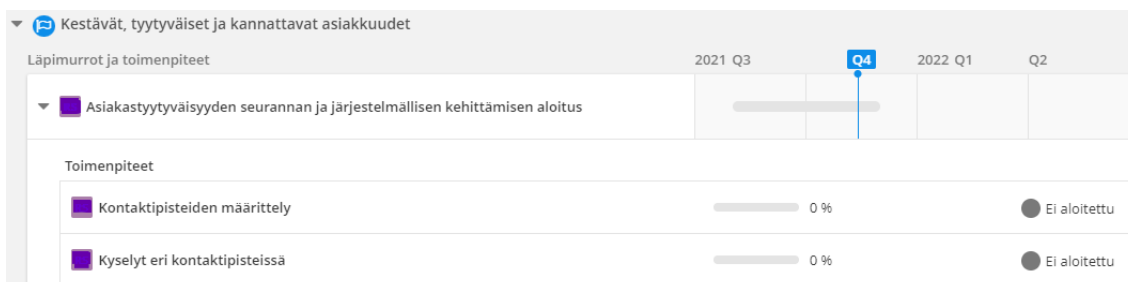 Kestävät, tyytyväiset ja kannattavat asiakkuudet
Läpimurrot ja toimenpiteet 2021 Q3 Q4 2022 Q1 Q2
Asiakastyytyväisyyden seurannan ja järjestelmällisen kehittämisen aloitus
Toimenpiteet
Kontaktipisteiden määrittely 0 % Ei aloitettu
Kyselyt eri kontaktipisteissä 0 % Ei aloitettu